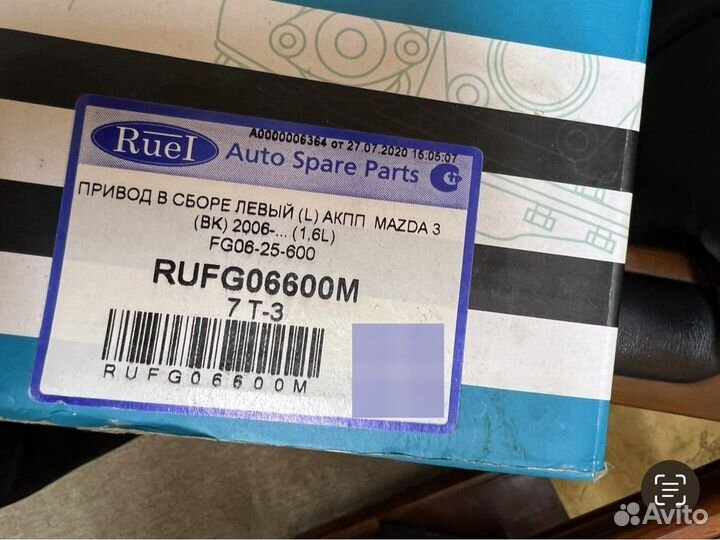 RueI
A0000006364 от 27.07.2020 15:05:07
Auto Spare Parts
ПРИВОД В СБОРЕ ЛЕВЫЙ (L) АКПП MAZDA 3
(BK) 2006-... (1,6L)
FG06-25-600
RUFG06600M
7 T-3
RUFG06600M
Avito